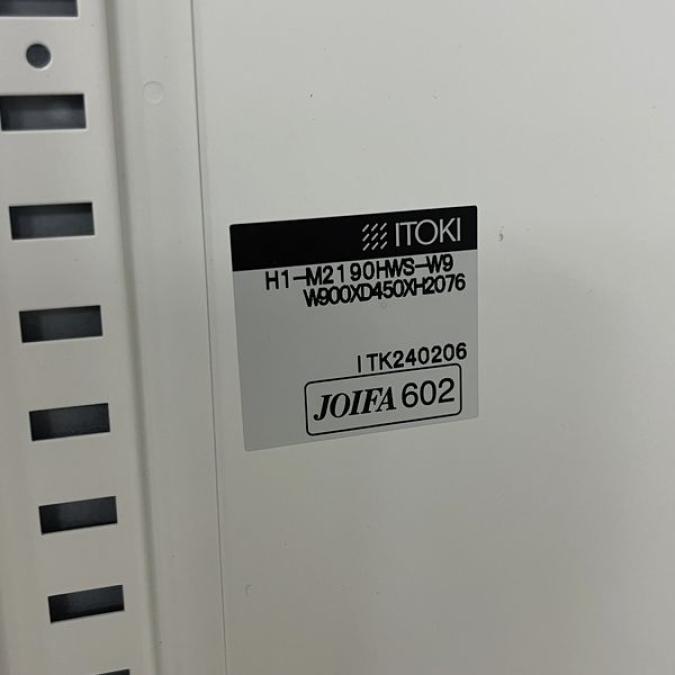 ITOKI
H1-M2190HWS-W9
W900XD450XH2076
ITK240206
JOIFA 602